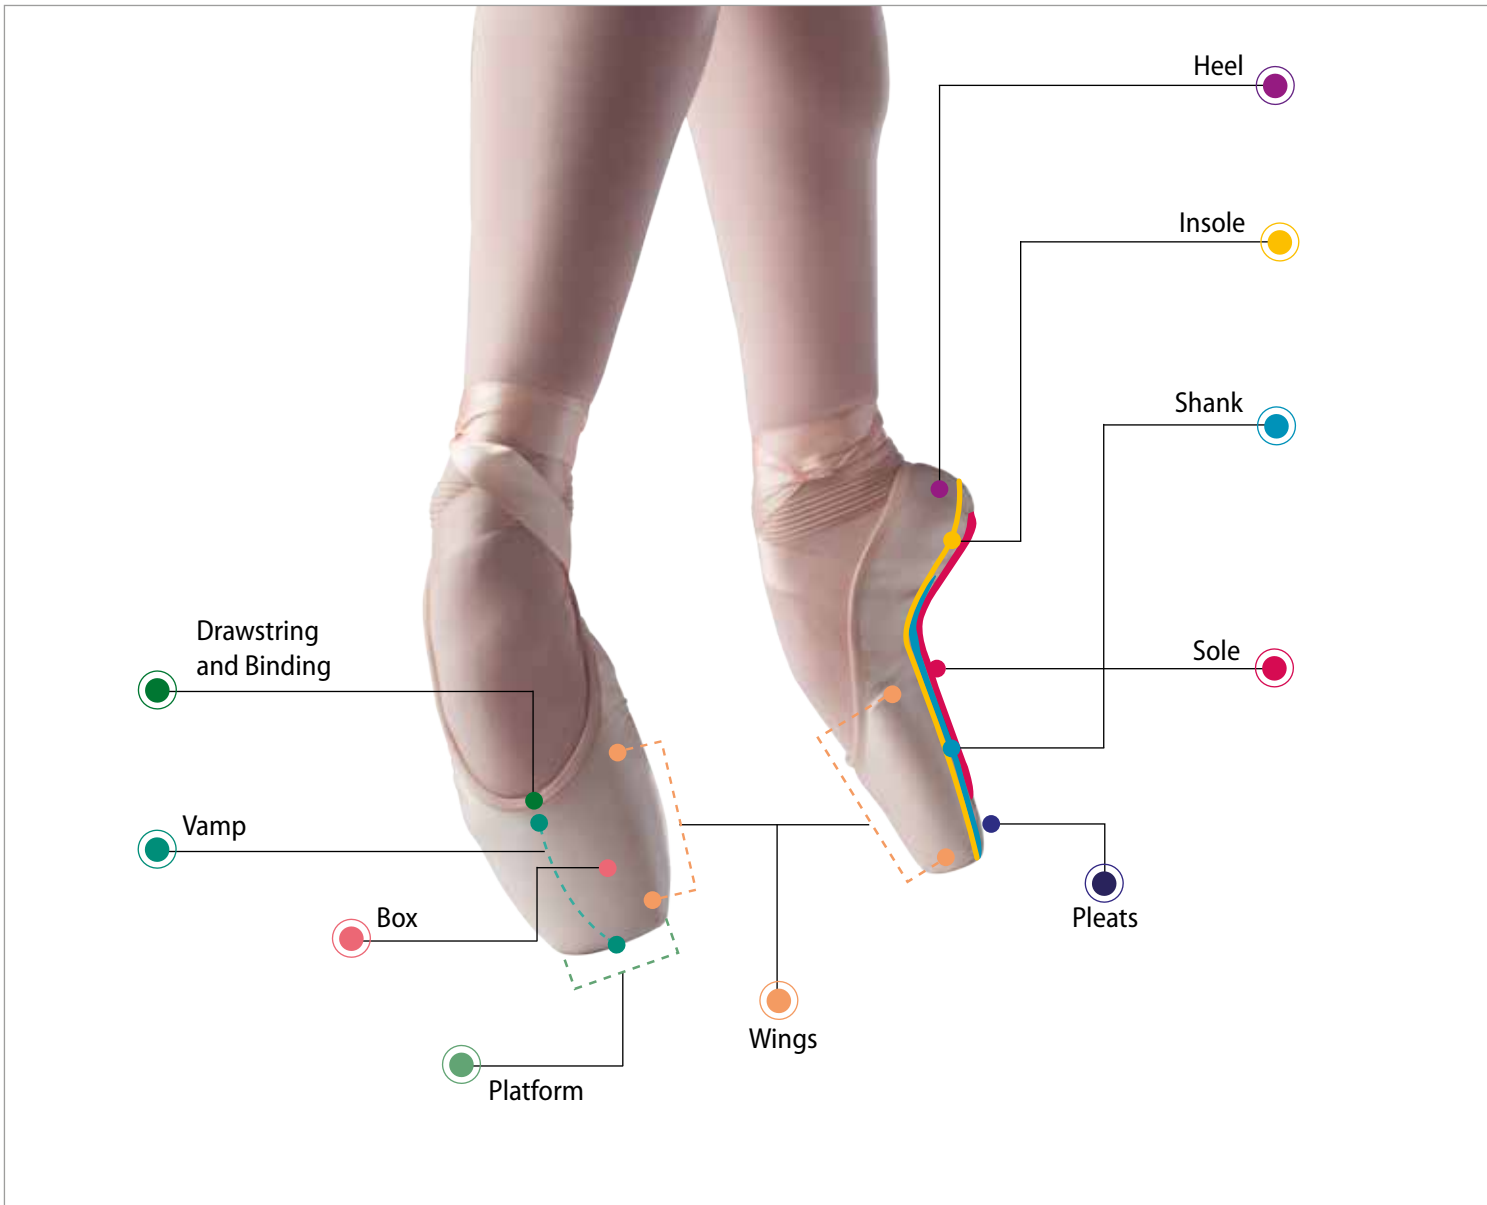 Heel
Insole
Shank
Drawstring
and Binding
Sole
Vamp
Box
Pleats
Wings
Platform